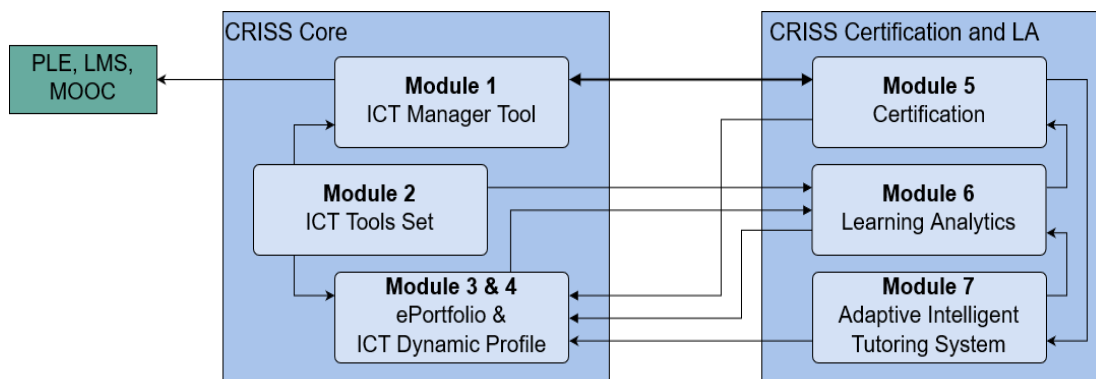 CRISS Core
PLE, LMS,
MOOC
Module 1
ICT Manager Tool
Module 2
ICT Tools Set
Module 3 & 4
ePortfolio &
ICT Dynamic Profile
CRISS Certification and LA
Module 5
Certification
Module 6
Learning Analytics
Module 7
Adaptive Intelligent
Tutoring System